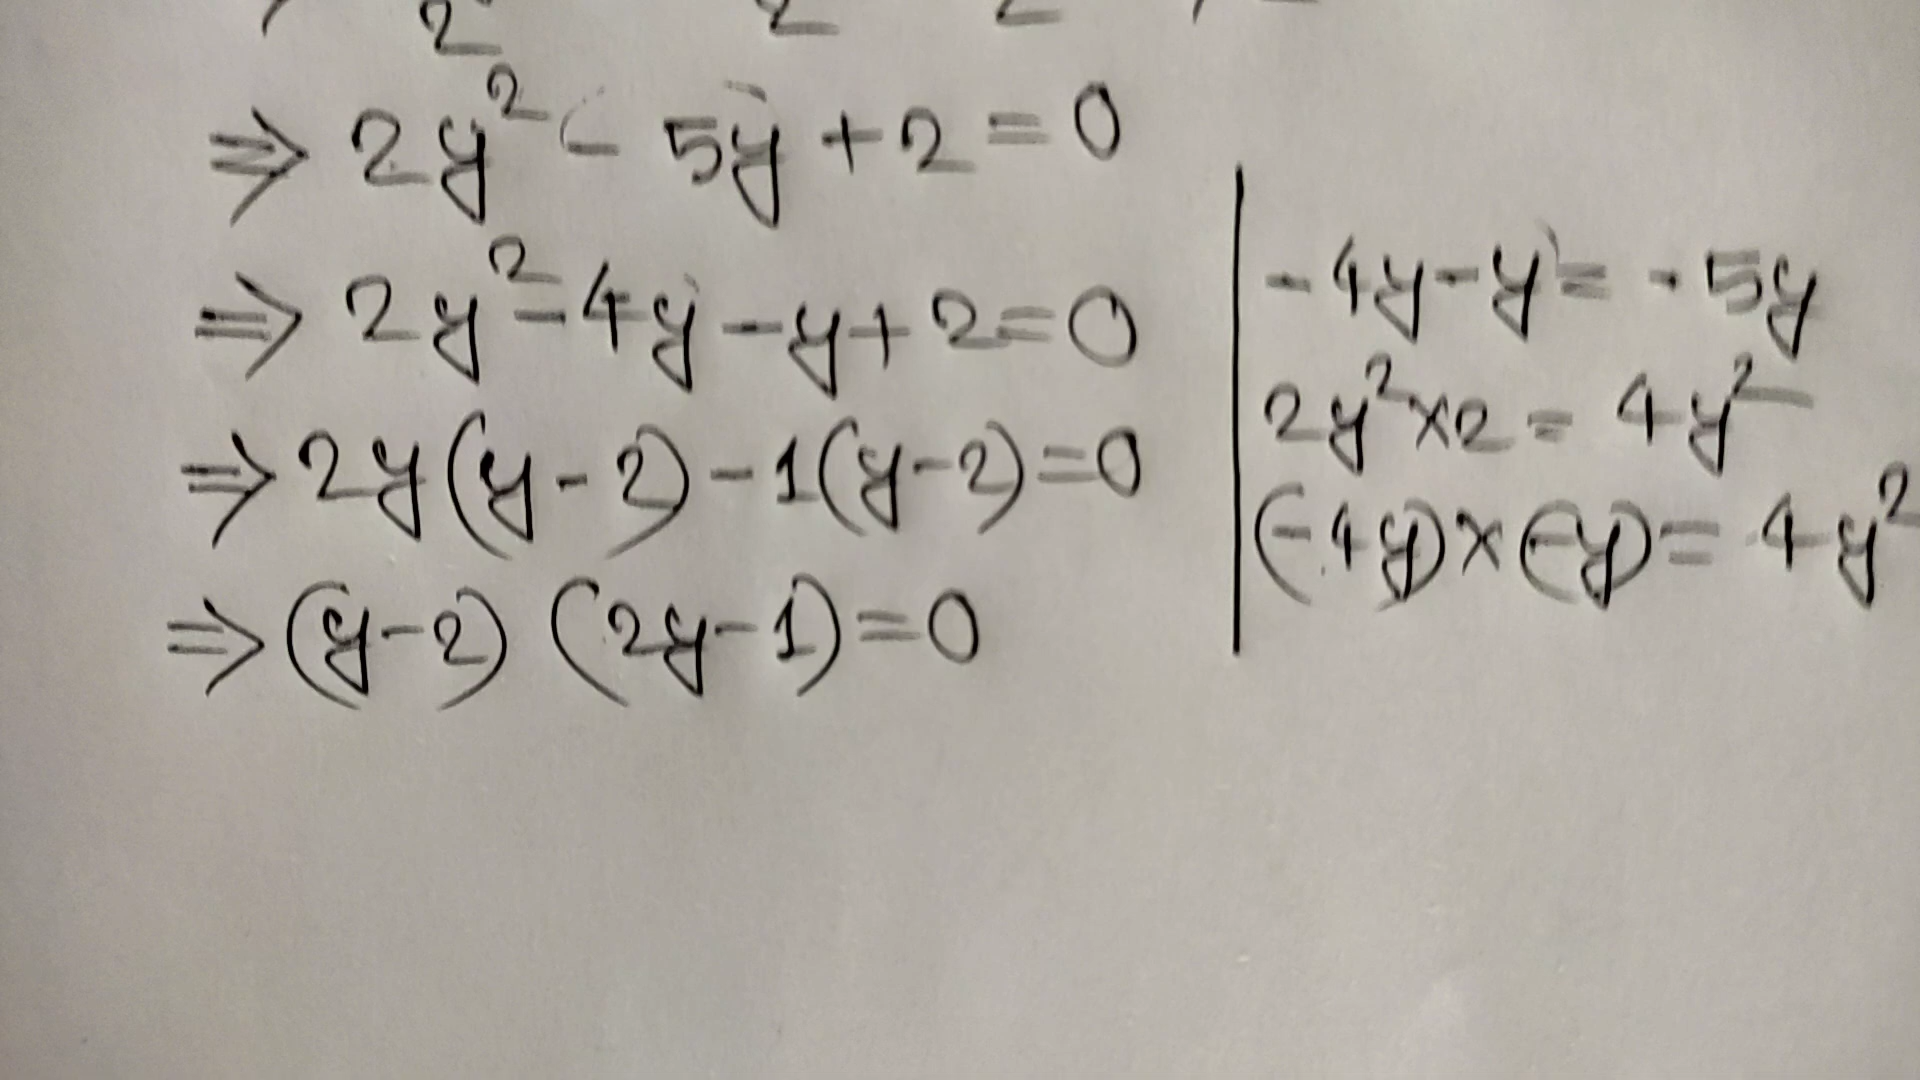 ⇒ 2y² - 5y + 2 = 0
⇒ 2y² - 4y - y + 2 = 0
⇒ 2y(y - 2) - 1(y - 2) = 0
⇒ (y - 2) (2y - 1) = 0
-4y - y = -5y
2y² × 2 = 4y²
(-4y) × (-y) = 4y²